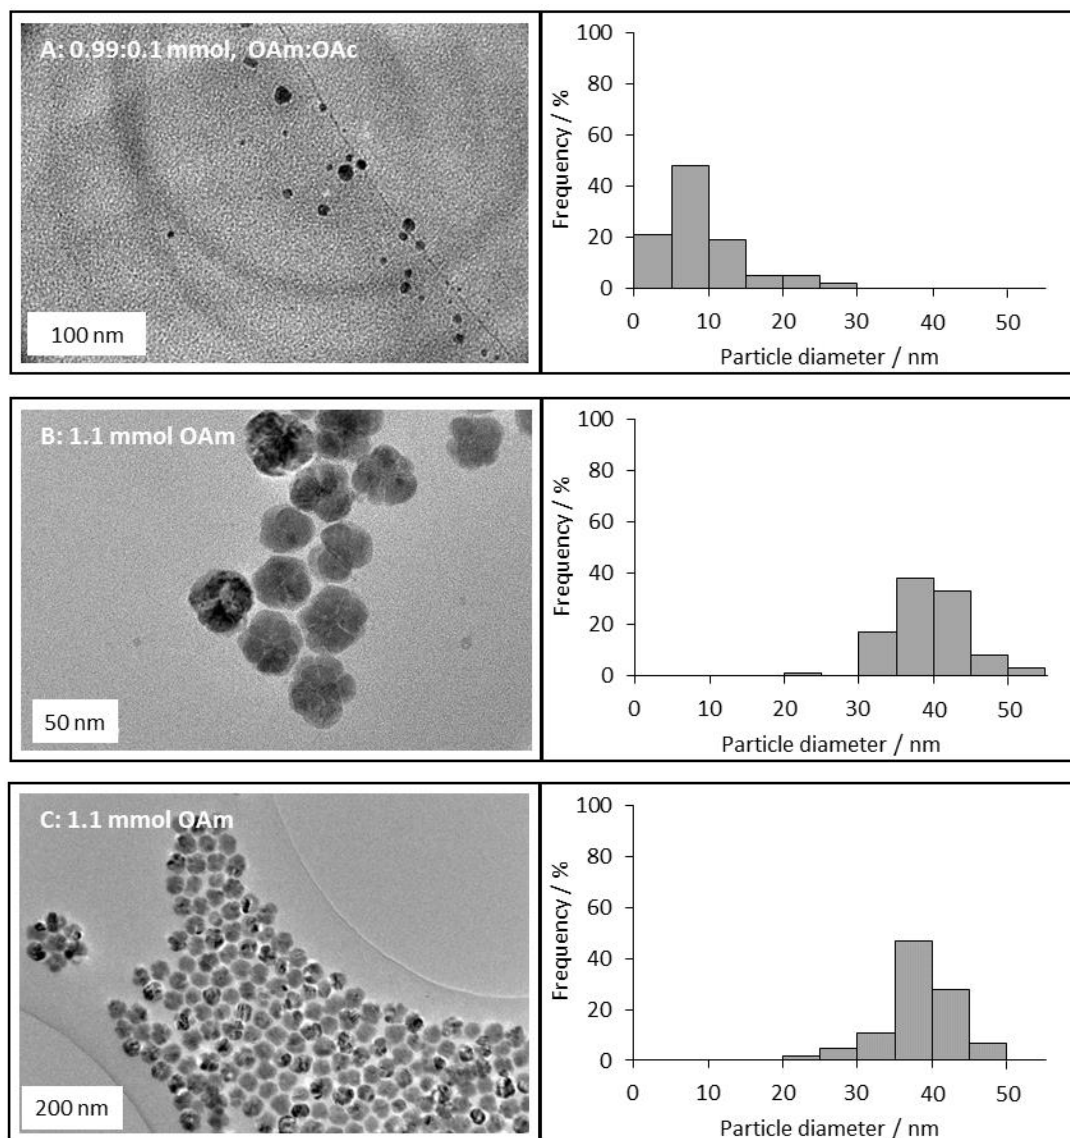 A: 0.99:0.1 mmol, OAm:OAc
100 nm
Frequency / %
100
80
60
40
20
0
0 10 20 30 40 50
Particle diameter / nm
B: 1.1 mmol OAm
50 nm
Frequency / %
100
80
60
40
20
0
0 10 20 30 40 50
Particle diameter / nm
C: 1.1 mmol OAm
200 nm
Frequency / %
100
80
60
40
20
0
0 10 20 30 40 50
Particle diameter / nm